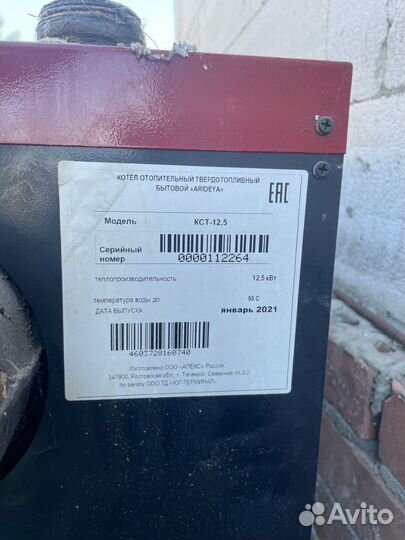 КОТЕЛ ОТОПИТЕЛЬНЫЙ ТВЕРДОТОПЛИВНЫЙ
БЫТОВОЙ «ARIDEYA»
EAC
Модель КСТ-12,5
Серийный
номер
0000112264
теплопроизводительность 12,5 кВт
температура воды до 95 С
ДАТА ВЫПУСКА январь 2021
4603728160740
Изготовлено ООО «АПЕКС» Россия,
347900, Ростовская обл., г. Таганрог, Северная пл.3-2
по заказу ООО ТД «ЮГ-ТЕРМИНАЛ»
Avito